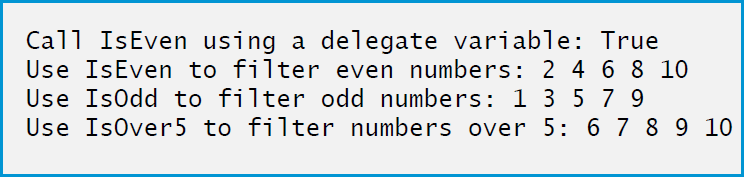 Call IsEven using a delegate variable: True
Use IsEven to filter even numbers: 2 4 6 8 10
Use IsOdd to filter odd numbers: 1 3 5 7 9
Use IsOver5 to filter numbers over 5: 6 7 8 9 10